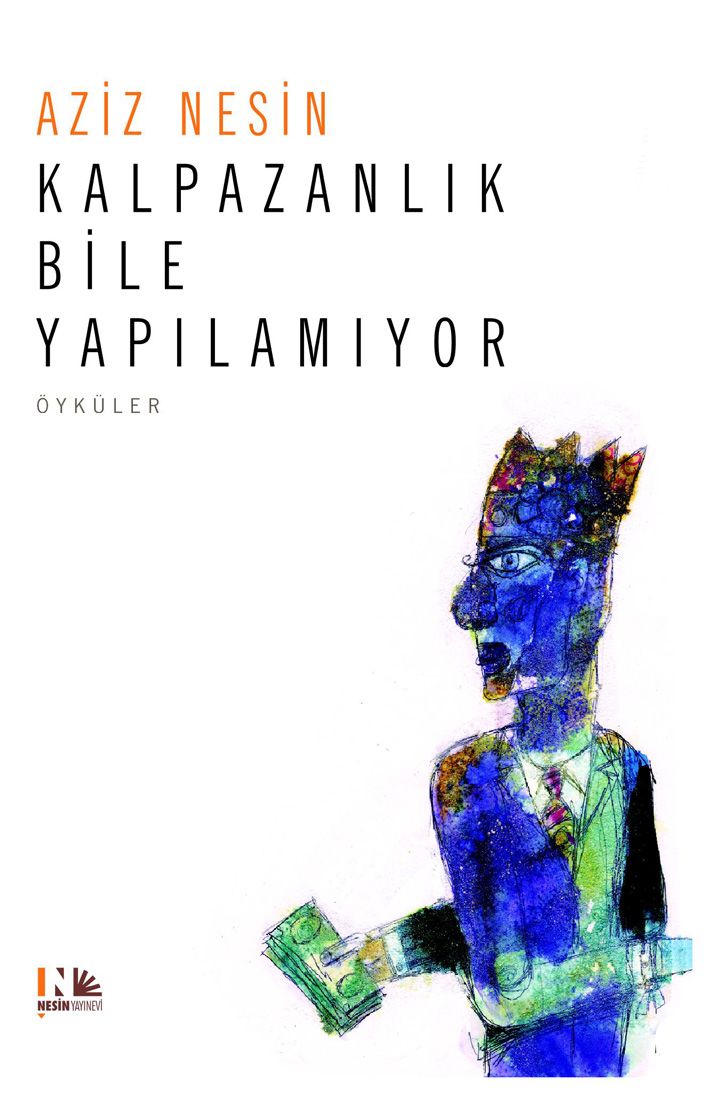 AZİZ NESİN
KALPAZANLIK
BİLE
YAPILAMIYOR
ÖYKÜLER
NESİN YAYINEVİ